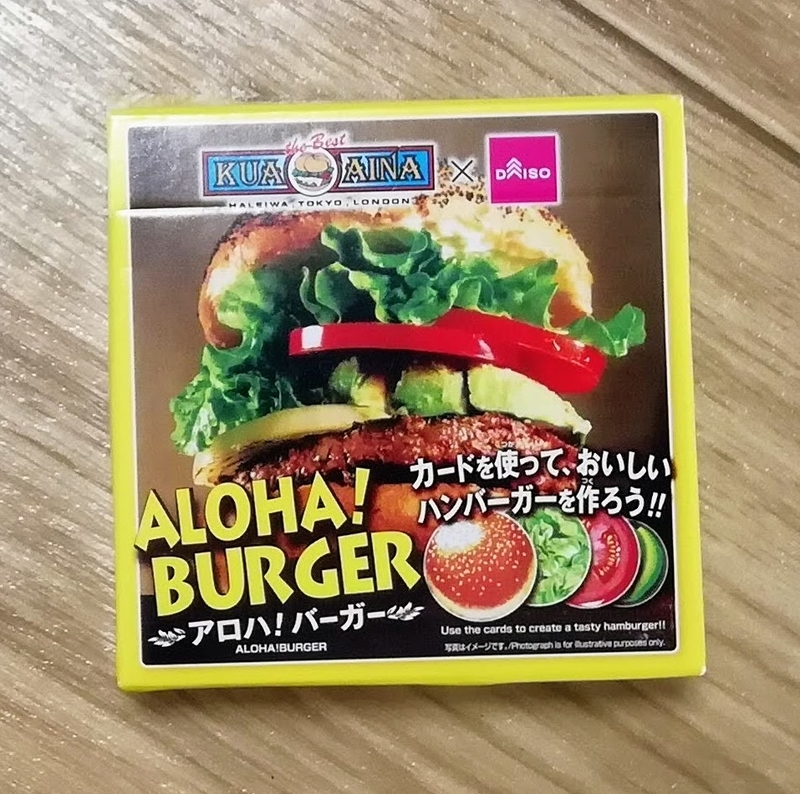 the Best
KUA AINA
HALEIWA, TOKYO, LONDON
×
DAISO
カードを使って、おいしい
ハンバーガーを作ろう!!
ALOHA!
BURGER
アロハ!バーガー
ALOHA!BURGER
Use the cards to create a tasty hamburger!!
写真はイメージです。/Photograph is for illustrative purposes only.